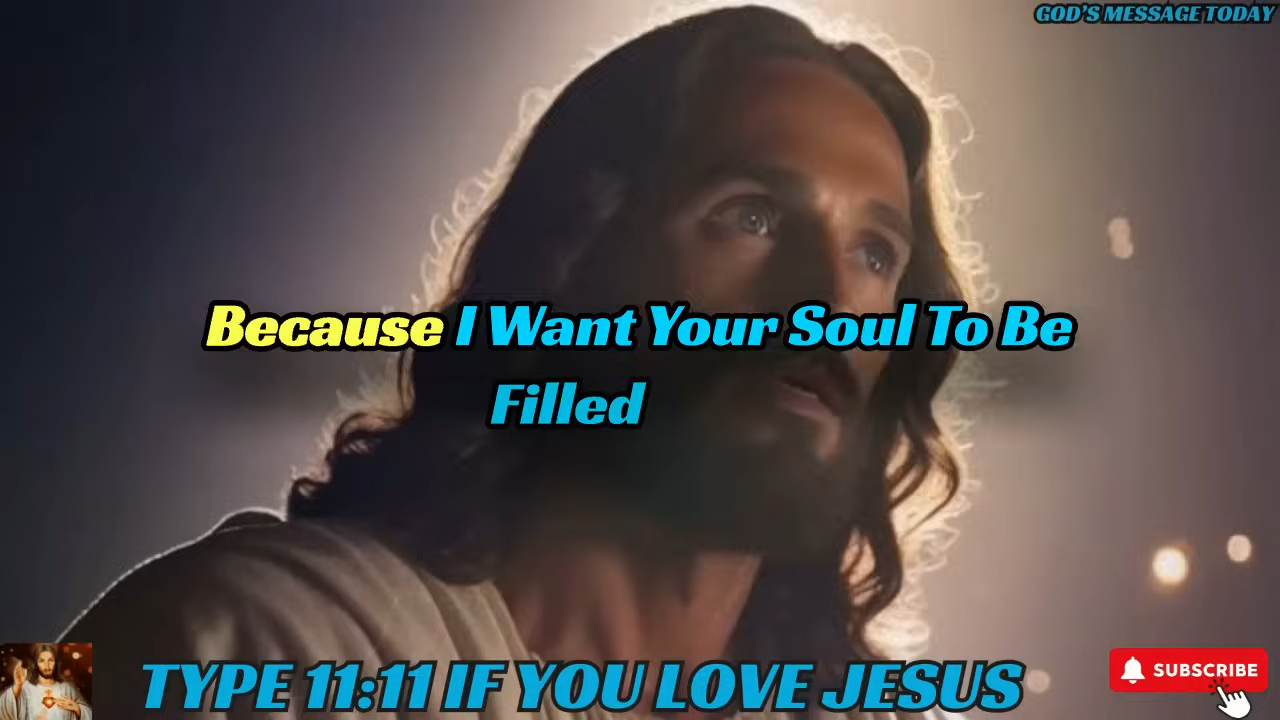 GOD'S MESSAGE TODAY
Because I Want Your Soul To Be
Filled
TYPE 11:11 IF YOU LOVE JESUS
SUBSCRIBE